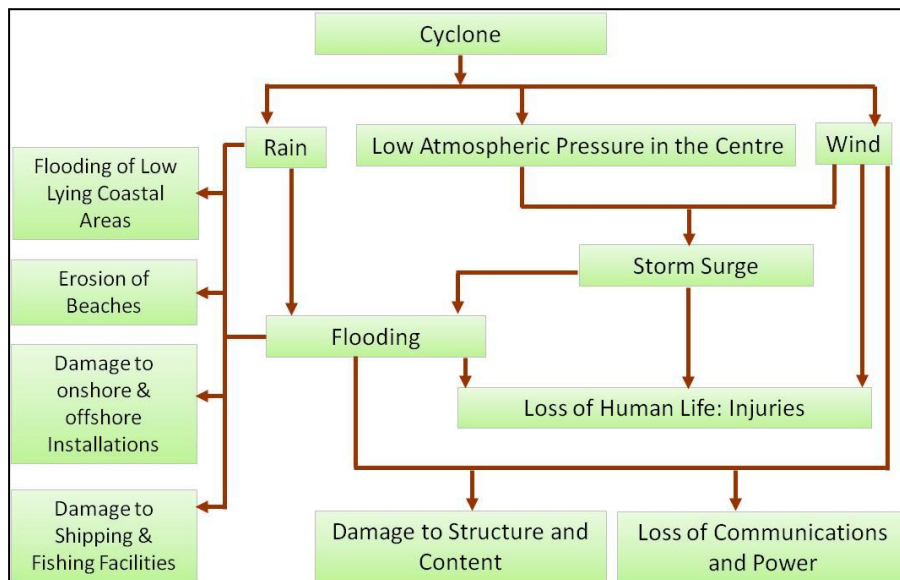 Cyclone
Rain
Low Atmospheric Pressure in the Centre
Wind
Flooding of Low
Lying Coastal
Areas
Storm Surge
Erosion of
Beaches
Flooding
Damage to
onshore &
offshore
Installations
Loss of Human Life: Injuries
Damage to
Shipping &
Fishing Facilities
Damage to Structure and
Content
Loss of Communications
and Power